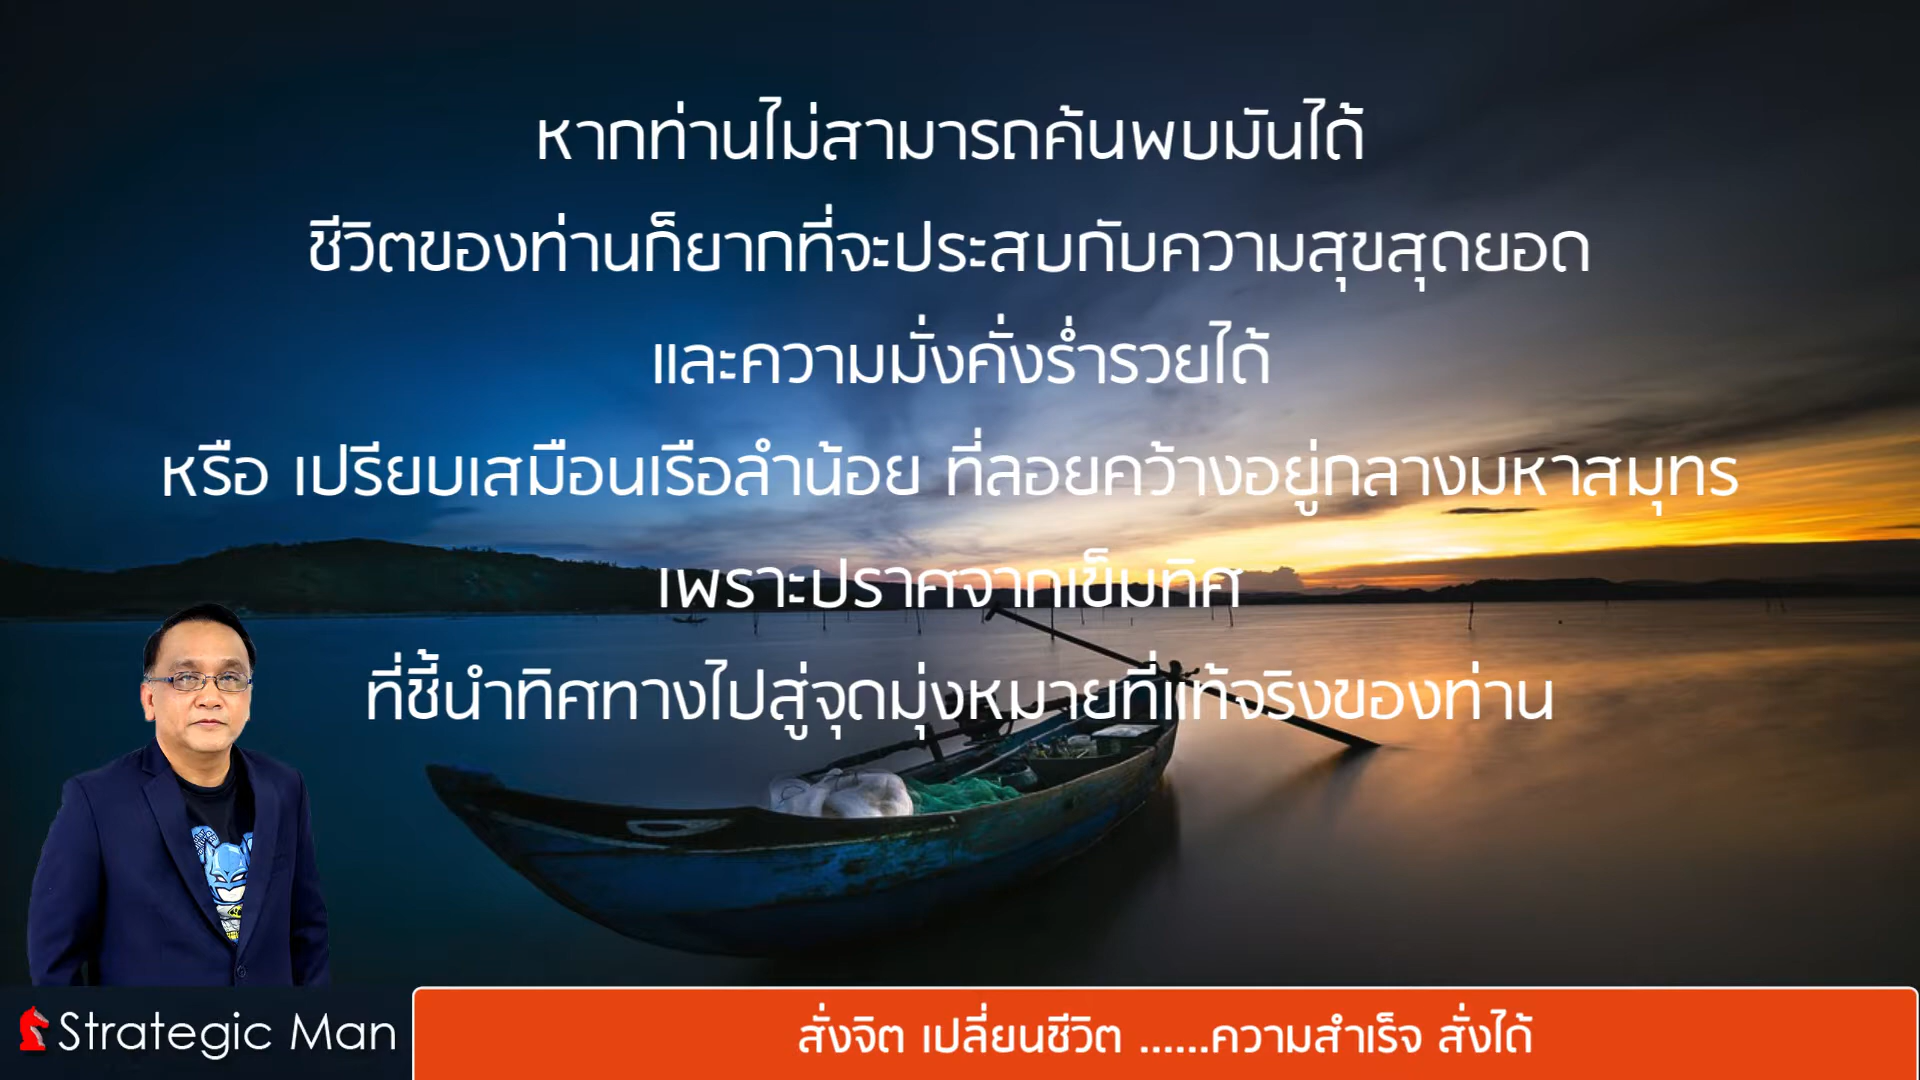 หากท่านไม่สามารถค้นพบมันได้
ชีวิตของท่านก็ยากที่จะประสบกับความสุขสุดยอด
และความมั่งคั่งร่ำรวยได้
หรือ เปรียบเสมือนเรือลำน้อย ที่ลอยคว้างอยู่กลางมหาสมุทร
เพราะปราศจากเข็มทิศ
ที่ชี้นำทิศทางไปสู่จุดมุ่งหมายที่แท้จริงของท่าน
Strategic Man
สั่งจิต เปลี่ยนชีวิต ......ความสำเร็จ สั่งได้